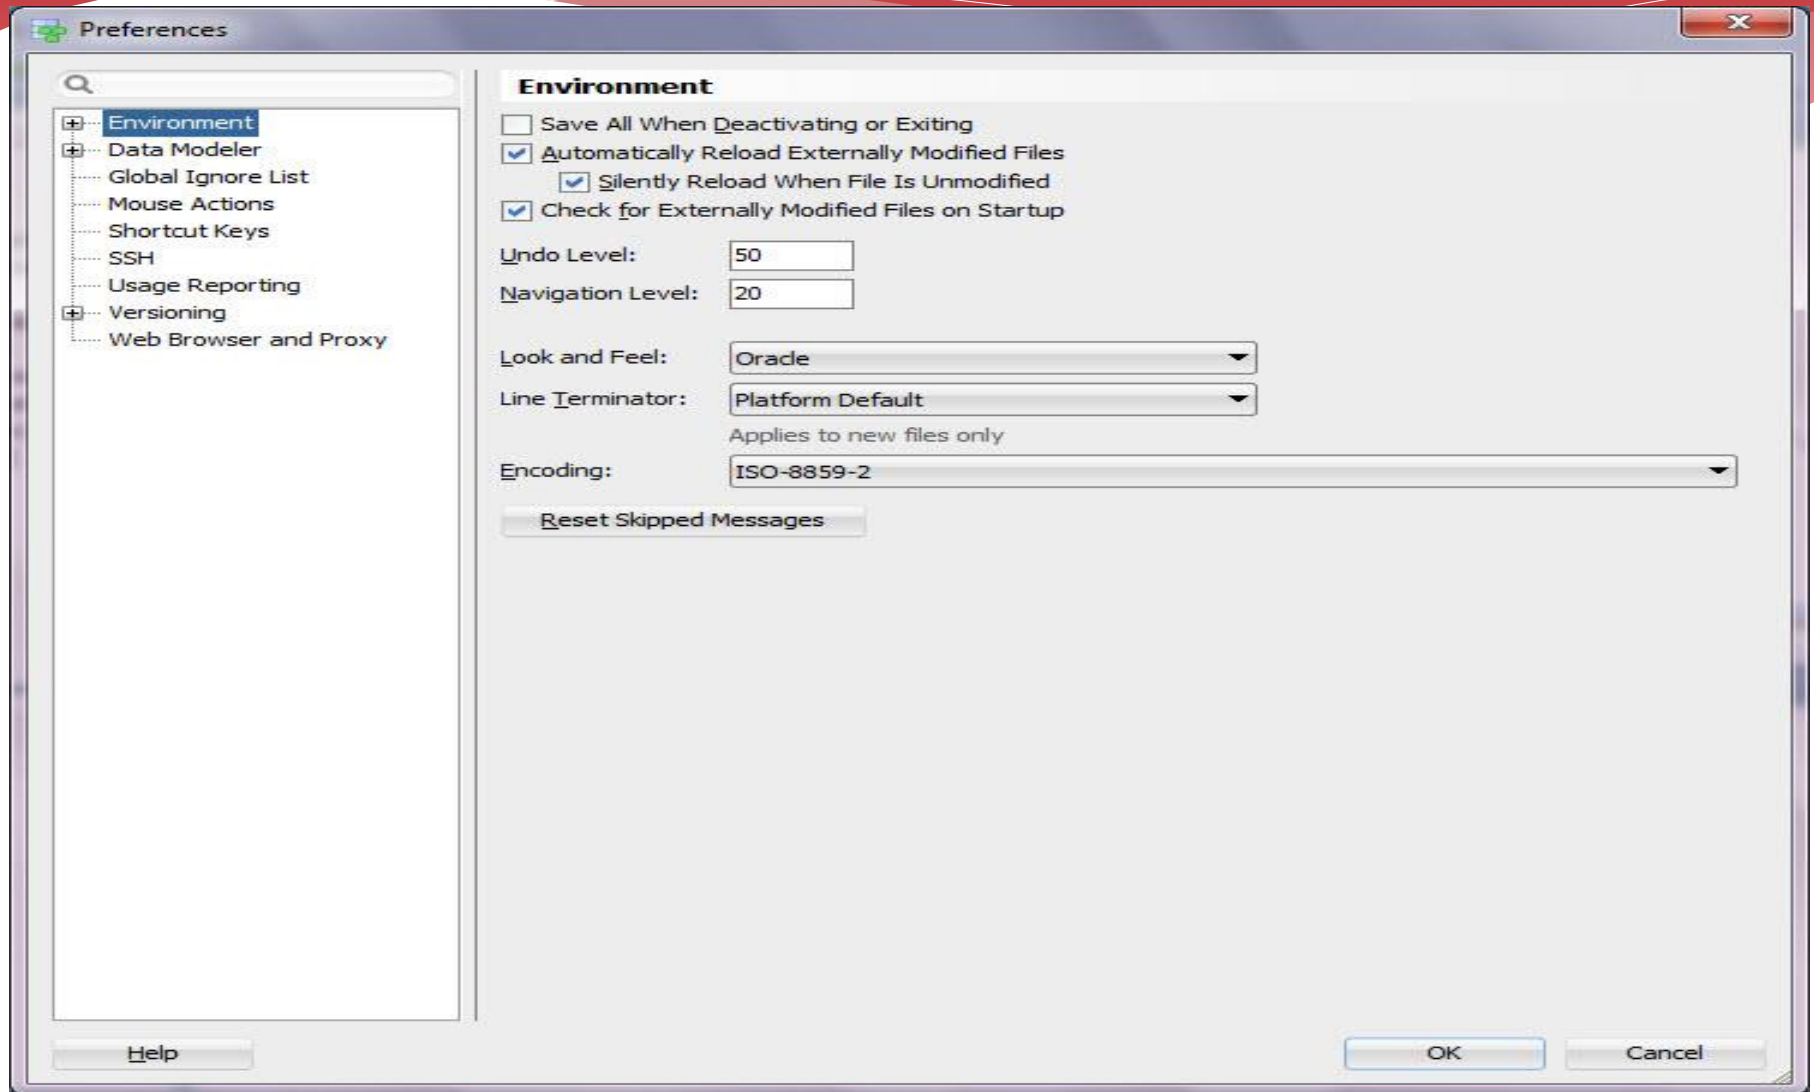 Preferences
Environment
Data Modeler
Global Ignore List
Mouse Actions
Shortcut Keys
SSH
Usage Reporting
Versioning
Web Browser and Proxy
Environment
Save All When Deactivating or Exiting
Automatically Reload Externally Modified Files
Silently Reload When File Is Unmodified
Check for Externally Modified Files on Startup
Undo Level: 50
Navigation Level: 20
Look and Feel: Oracle
Line Terminator: Platform Default
Applies to new files only
Encoding: ISO-8859-2
Reset Skipped Messages
Help OK Cancel